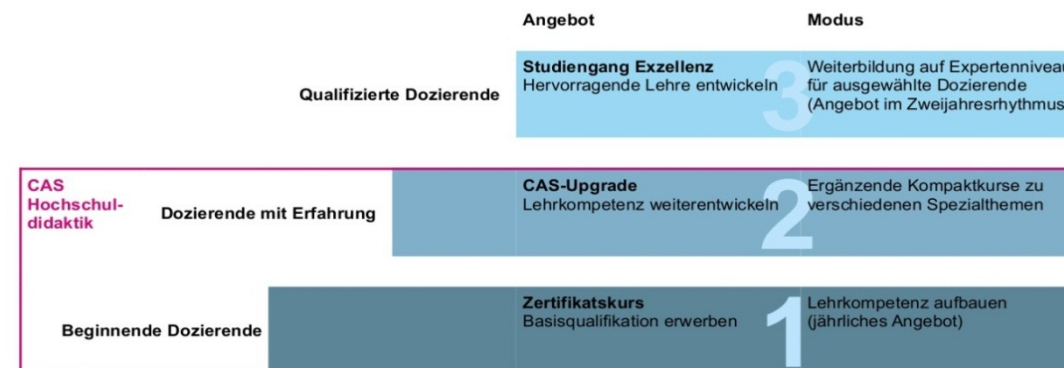 Angebot
Modus
Qualifizierte Dozierende
Studiengang Exzellenz
Hervorragende Lehre entwickeln
3
Weiterbildung auf Expertenniveau
für ausgewählte Dozierende
(Angebot im Zweijahresrhythmus
CAS
Hochschul-
didaktik
Dozierende mit Erfahrung
CAS-Upgrade
Lehrkompetenz weiterentwickeln
2
Ergänzende Kompaktkurse zu
verschiedenen Spezialthemen
Beginnende Dozierende
Zertifikatskurs
Basisqualifikation erwerben
1
Lehrkompetenz aufbauen
(jährliches Angebot)